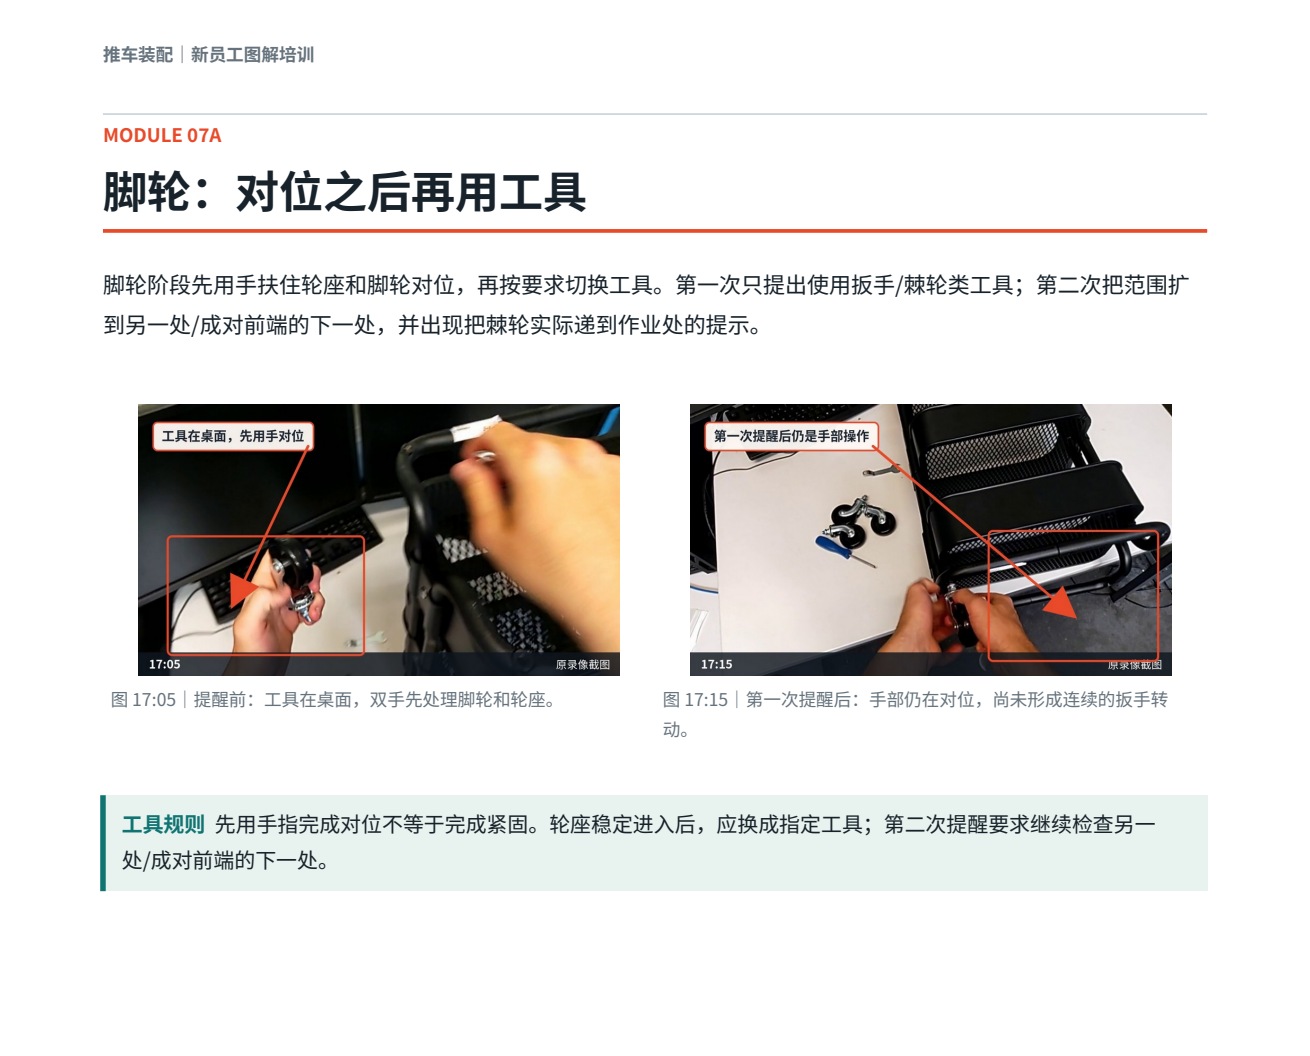 推车装配｜新员工图解培训
MODULE 07A
脚轮：对位之后再用工具
脚轮阶段先用手扶住轮座和脚轮对位，再按要求切换工具。第一次只提出使用扳手/棘轮类工具；第二次把范围扩
到另一处/成对前端的下一处，并出现把棘轮实际递到作业处的提示。
工具在桌面，先用手对位
17:05
原录像截图
图 17:05｜提醒前：工具在桌面，双手先处理脚轮和轮座。
第一次提醒后仍是手部操作
17:15
原录像截图
图 17:15｜第一次提醒后：手部仍在对位，尚未形成连续的扳手转
动。
工具规则 先用手指完成对位不等于完成紧固。轮座稳定进入后，应换成指定工具；第二次提醒要求继续检查另一
处/成对前端的下一处。